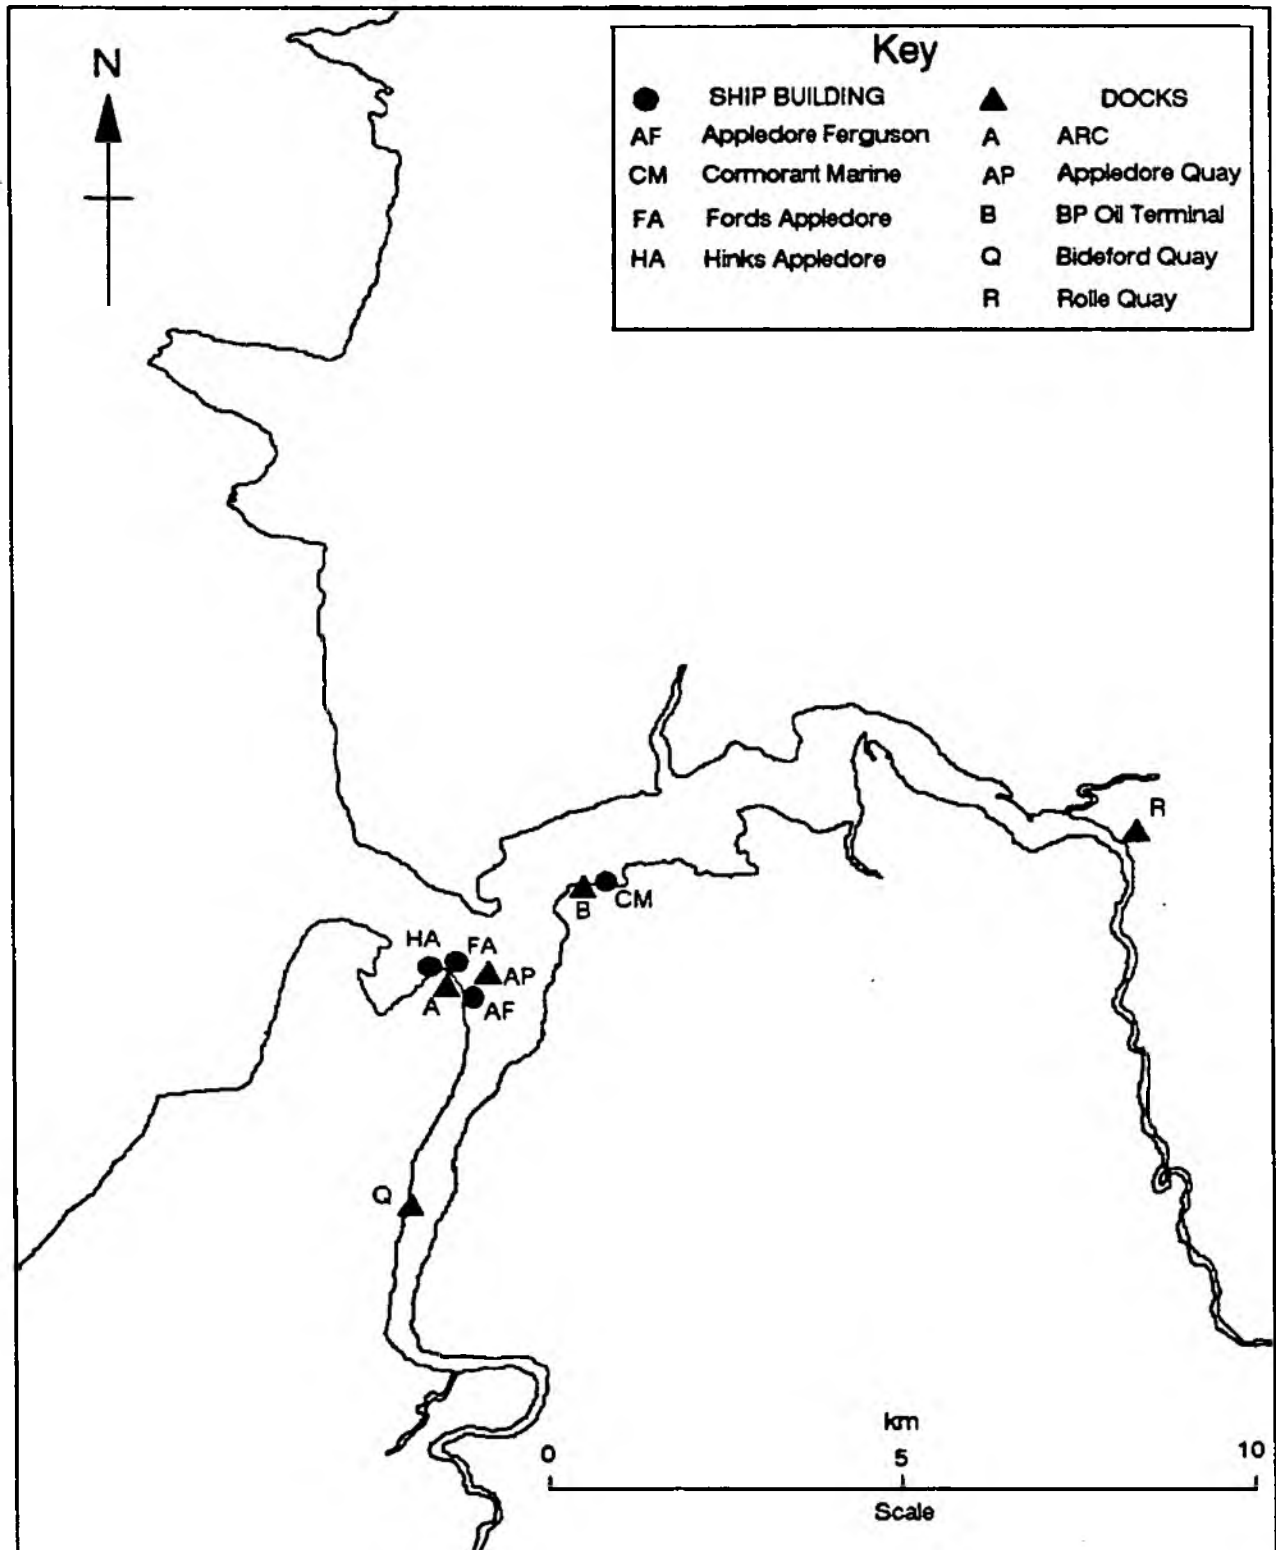 N
Key
SHIP BUILDING
DOCKS
AF Appledore Ferguson
A ARC
CM Cormorant Marine
AP Appledore Quay
FA Fords Appledore
B BP Oil Terminal
HA Hinks Appledore
Q Bideford Quay
R Rolle Quay
R
B
CM
HA
FA
AP
A
AF
Q
km
0
5
10
Scale